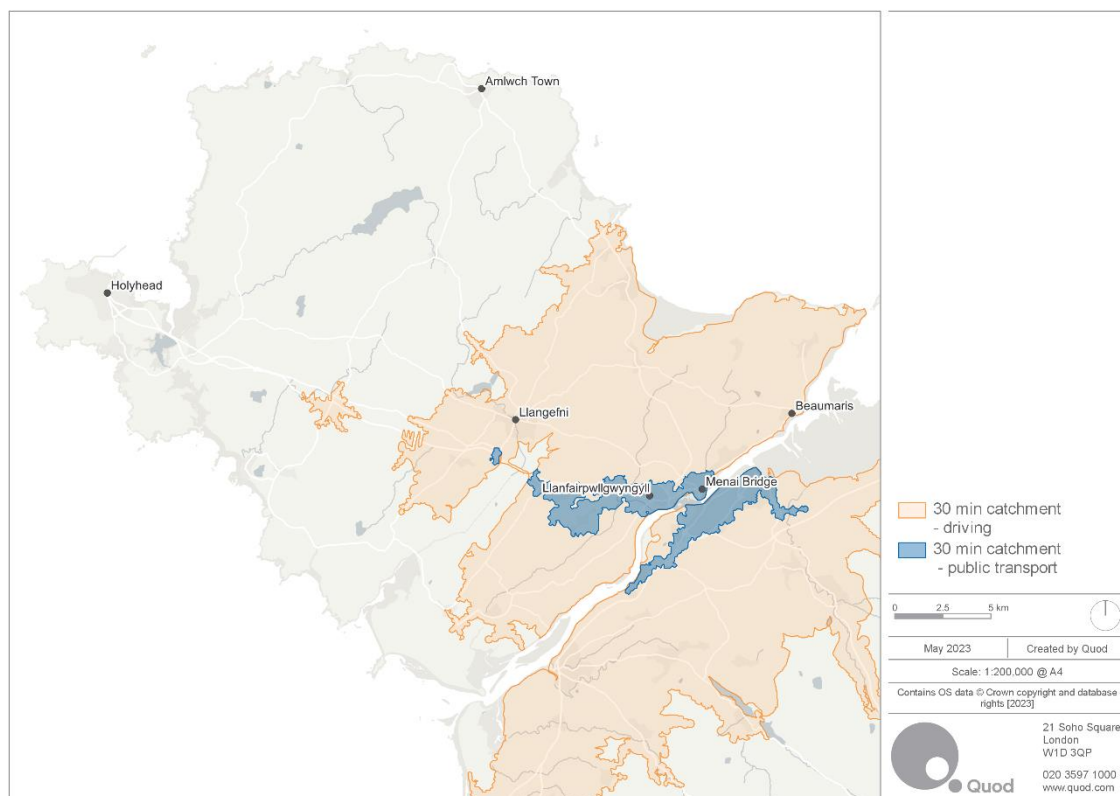 Amlwch Town
Holyhead
Llangefni
Beaumaris
Llanfairpwllgwyngyll
Menai Bridge
30 min catchment
- driving
30 min catchment
- public transport
0 2.5 5 km
May 2023
Created by Quod
Scale: 1:200,000 @ A4
Contains OS data © Crown copyright and database
rights [2023]
21 Soho Square
London
W1D 3QP
020 3597 1000
www.quod.com
Quod